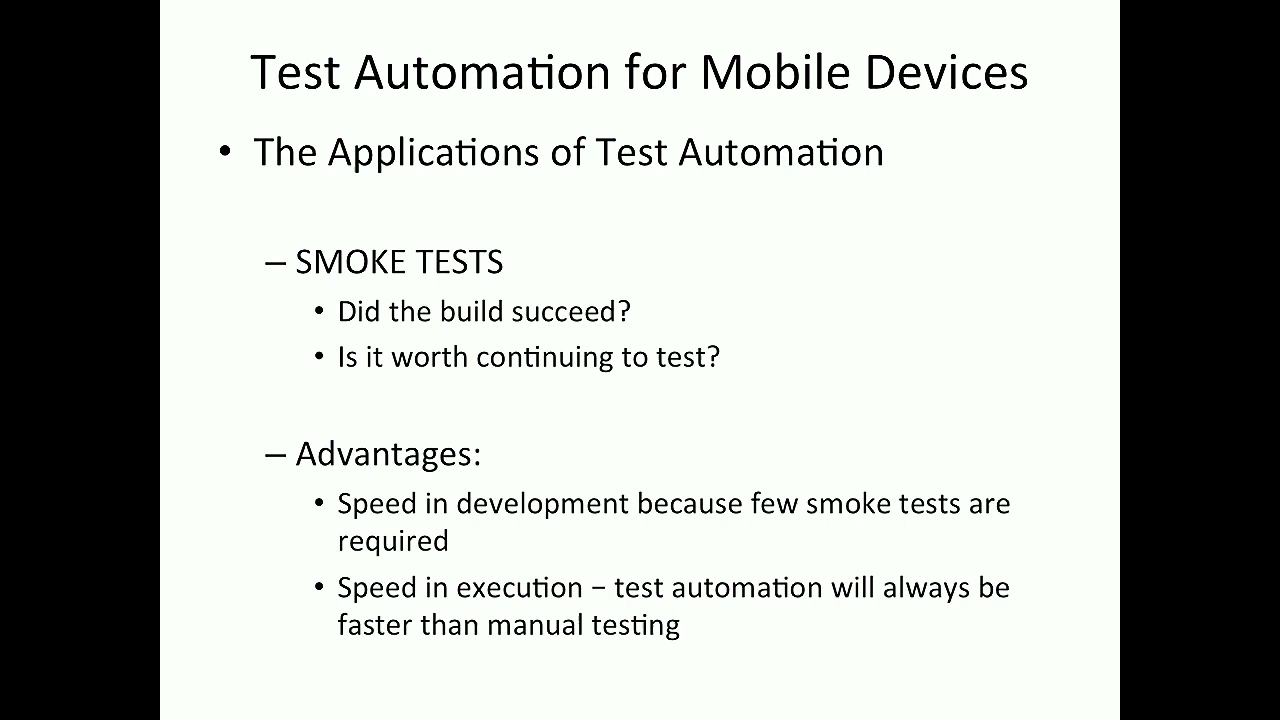 Test Automation for Mobile Devices
• The Applications of Test Automation
– SMOKE TESTS
• Did the build succeed?
• Is it worth continuing to test?
– Advantages:
• Speed in development because few smoke tests are
required
• Speed in execution – test automation will always be
faster than manual testing